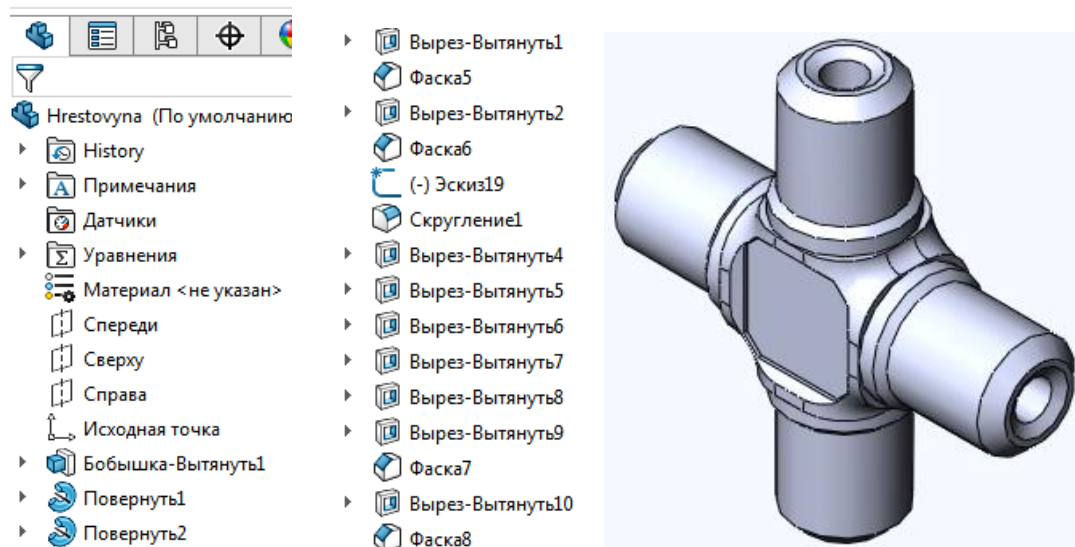 Hrestovyna (По умолчанию
History
Примечания
Датчики
Уравнения
Материал <не указан>
Спереди
Сверху
Справа
Исходная точка
Бобышка-Вытянуть1
Повернуть1
Повернуть2
Вырез-Вытянуть1
Фаска5
Вырез-Вытянуть2
Фаска6
(-) Эскиз19
Скругление1
Вырез-Вытянуть4
Вырез-Вытянуть5
Вырез-Вытянуть6
Вырез-Вытянуть7
Вырез-Вытянуть8
Вырез-Вытянуть9
Фаска7
Вырез-Вытянуть10
Фаска8